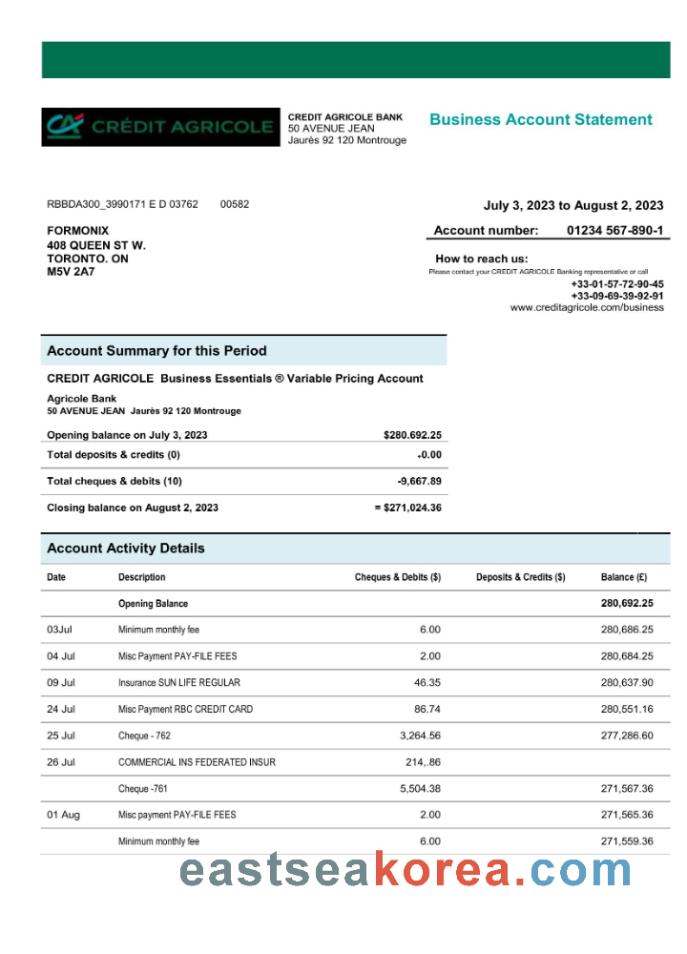 CRÉDIT AGRICOLE
CREDIT AGRICOLE BANK
50 AVENUE JEAN
Jaurès 92 120 Montrouge
Business Account Statement
RBBDA300_3990171 E D 03762 00582
July 3, 2023 to August 2, 2023
FORMONIX
408 QUEEN ST W.
TORONTO. ON
M5V 2A7
Account number: 01234 567-890-1
How to reach us:
Please contact your CREDIT AGRICOLE Banking representative or call
+33-01-57-72-90-45
+33-09-69-39-92-91
www.creditagricole.com/business
Account Summary for this Period
CREDIT AGRICOLE Business Essentials ® Variable Pricing Account
Agricole Bank
50 AVENUE JEAN Jaurès 92 120 Montrouge
Opening balance on July 3, 2023 $280.692.25
Total deposits & credits (0) -0.00
Total cheques & debits (10) -9,667.89
Closing balance on August 2, 2023 = $271,024.36
Account Activity Details
Date Description Cheques & Debits ($) Deposits & Credits ($) Balance (£)
Opening Balance 280,692.25
03Jul Minimum monthly fee 6.00 280,686.25
04 Jul Misc Payment PAY-FILE FEES 2.00 280,684.25
09 Jul Insurance SUN LIFE REGULAR 46.35 280,637.90
24 Jul Misc Payment RBC CREDIT CARD 86.74 280,551.16
25 Jul Cheque - 762 3,264.56 277,286.60
26 Jul COMMERCIAL INS FEDERATED INSUR 214,.86
Cheque -761 5,504.38 271,567.36
01 Aug Misc payment PAY-FILE FEES 2.00 271,565.36
Minimum monthly fee 6.00 271,559.36
eastseakorea.com